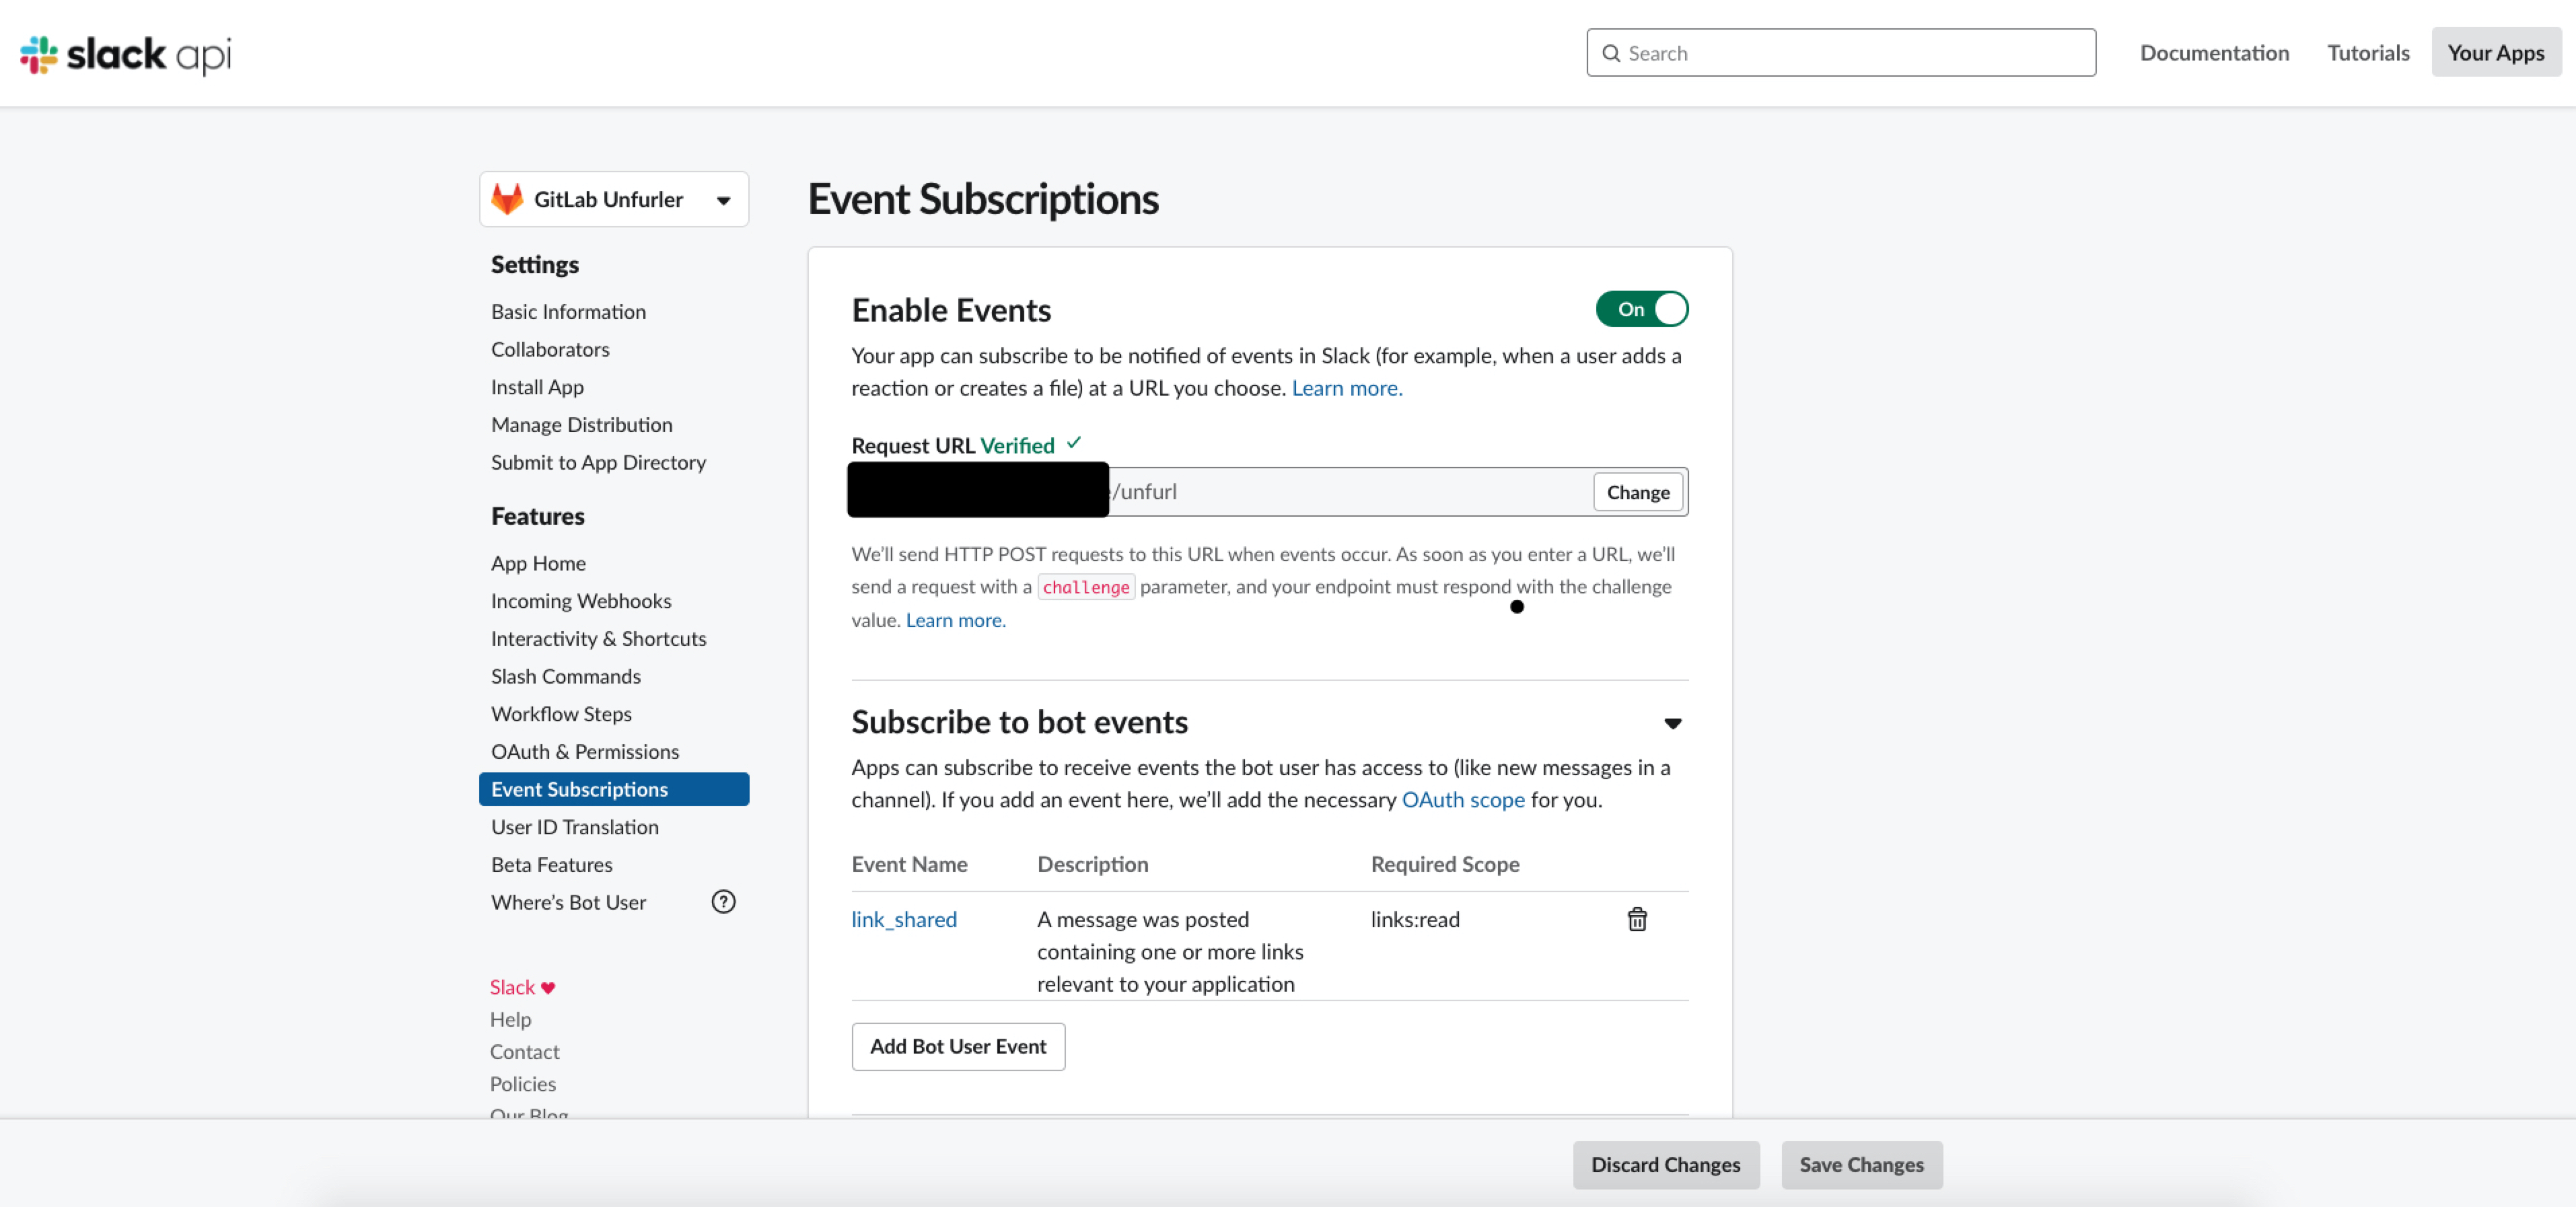 slack api
Search
Documentation
Tutorials
Your Apps
GitLab Unfurler
Settings
Basic Information
Collaborators
Install App
Manage Distribution
Submit to App Directory
Features
App Home
Incoming Webhooks
Interactivity & Shortcuts
Slash Commands
Workflow Steps
OAuth & Permissions
Event Subscriptions
User ID Translation
Beta Features
Where's Bot User
?
Slack ♥
Help
Contact
Policies
Our Blog
Event Subscriptions
Enable Events
On
Your app can subscribe to be notified of events in Slack (for example, when a user adds a
reaction or creates a file) at a URL you choose. Learn more.
Request URL Verified ✓
/unfurl
Change
We'll send HTTP POST requests to this URL when events occur. As soon as you enter a URL, we'll
send a request with a challenge parameter, and your endpoint must respond with the challenge
value. Learn more.
Subscribe to bot events
Apps can subscribe to receive events the bot user has access to (like new messages in a
channel). If you add an event here, we'll add the necessary OAuth scope for you.
Event Name Description Required Scope
link_shared A message was posted links:read
containing one or more links
relevant to your application
Add Bot User Event
Discard Changes
Save Changes